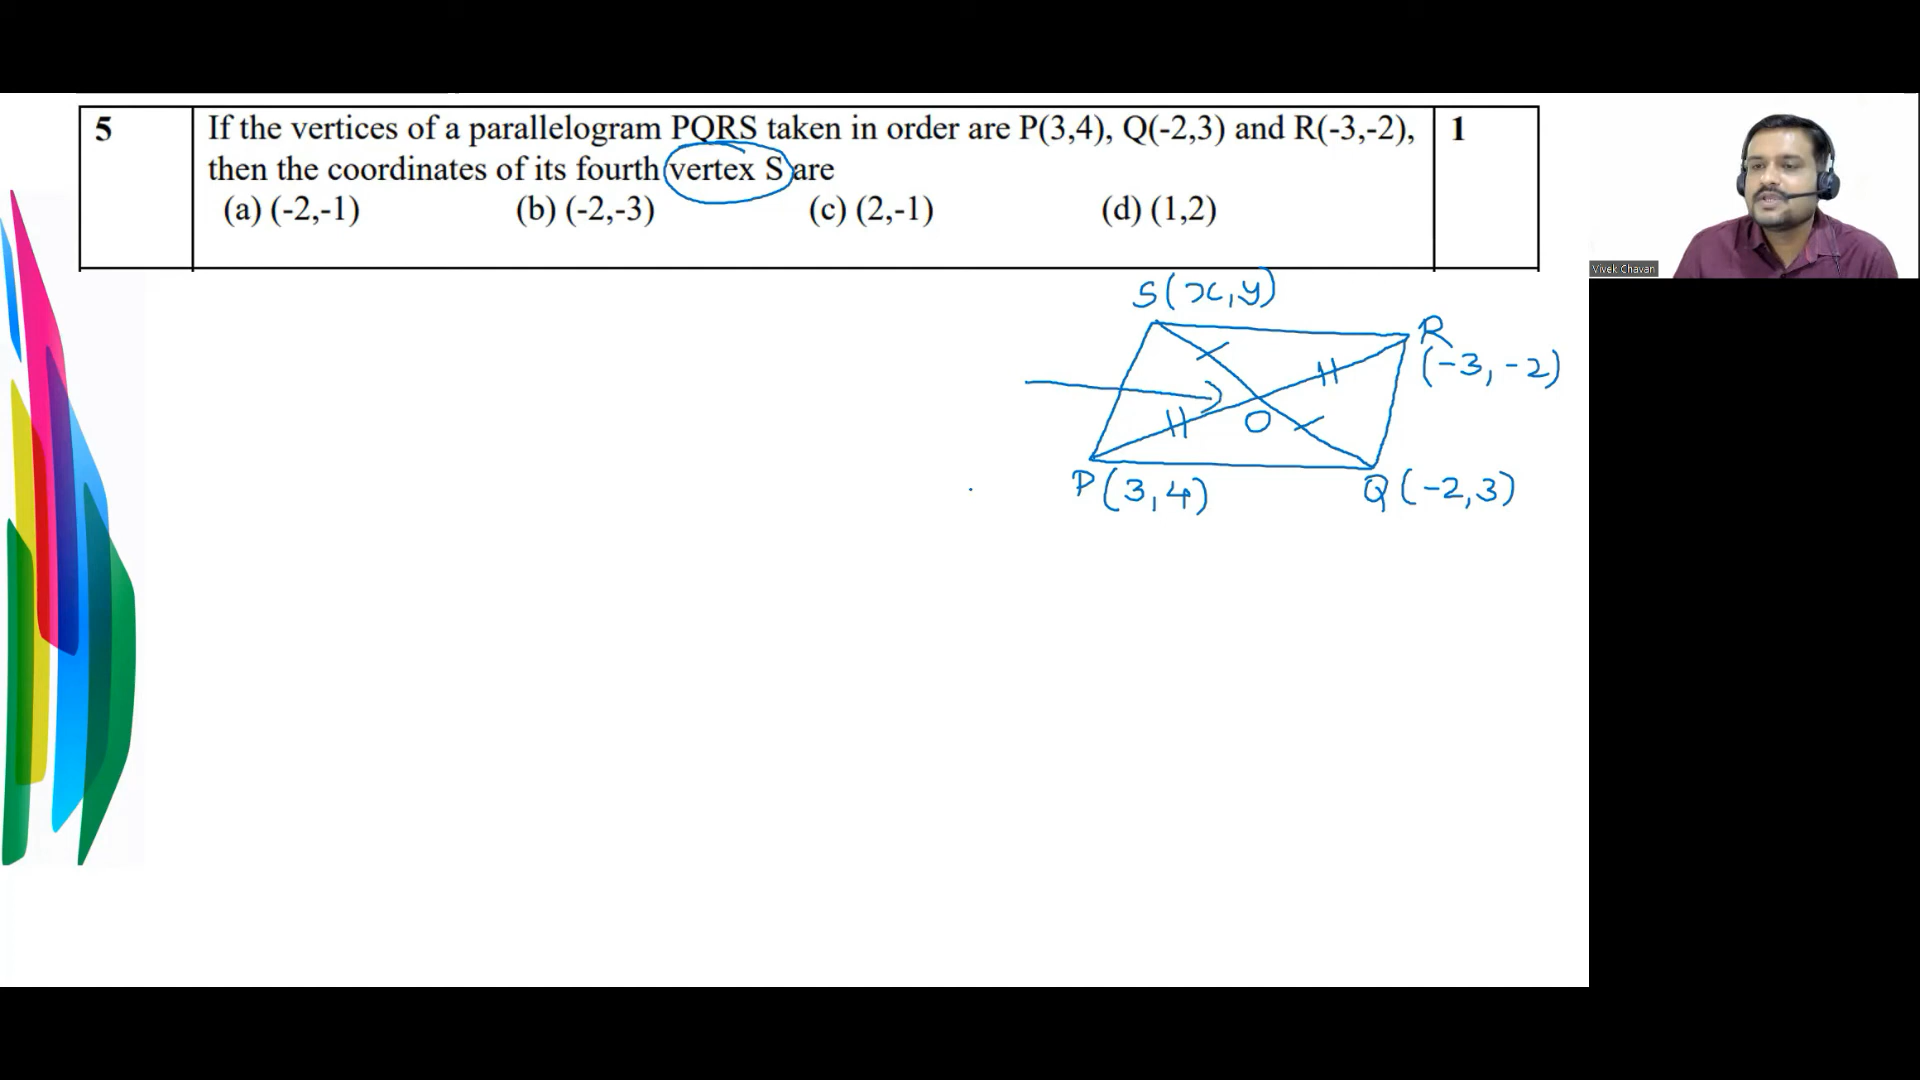 5
If the vertices of a parallelogram PQRS taken in order are P(3,4), Q(-2,3) and R(-3,-2),
1
then the coordinates of its fourth vertex S are
(a) (-2,-1) (b) (-2,-3) (c) (2,-1) (d) (1,2)
Vivek Chavan
S(x,y)
R
(-3,-2)
O
P(3,4)
Q(-2,3)